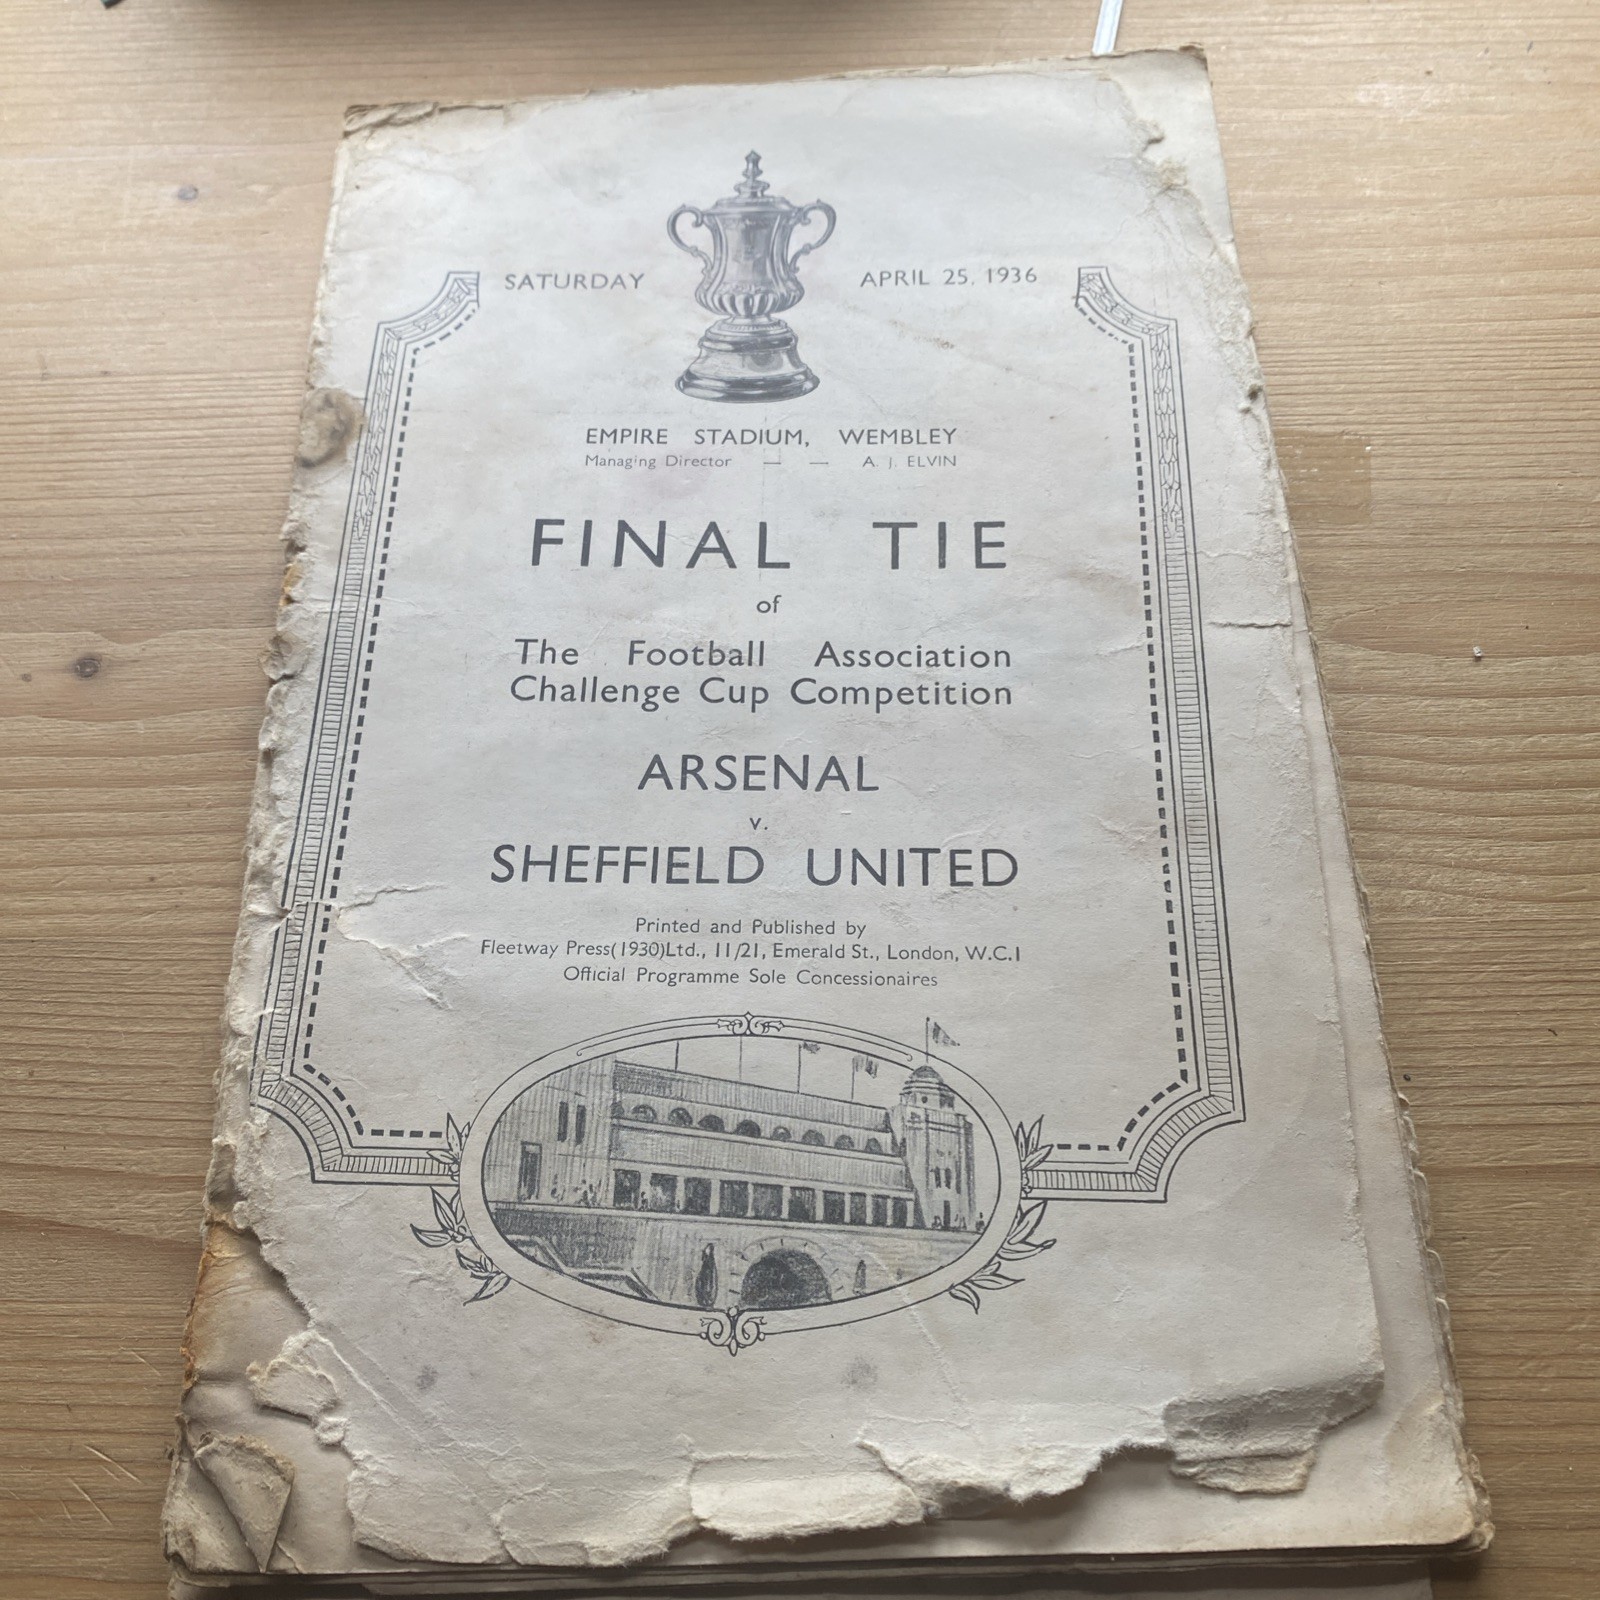 SATURDAY APRIL 25, 1936
EMPIRE STADIUM, WEMBLEY
Managing Director — — A. J. ELVIN
FINAL TIE
of
The Football Association
Challenge Cup Competition
ARSENAL
v.
SHEFFIELD UNITED
Printed and Published by
Fleetway Press(1930)Ltd., 11/21, Emerald St., London, W.C.1
Official Programme Sole Concessionaires